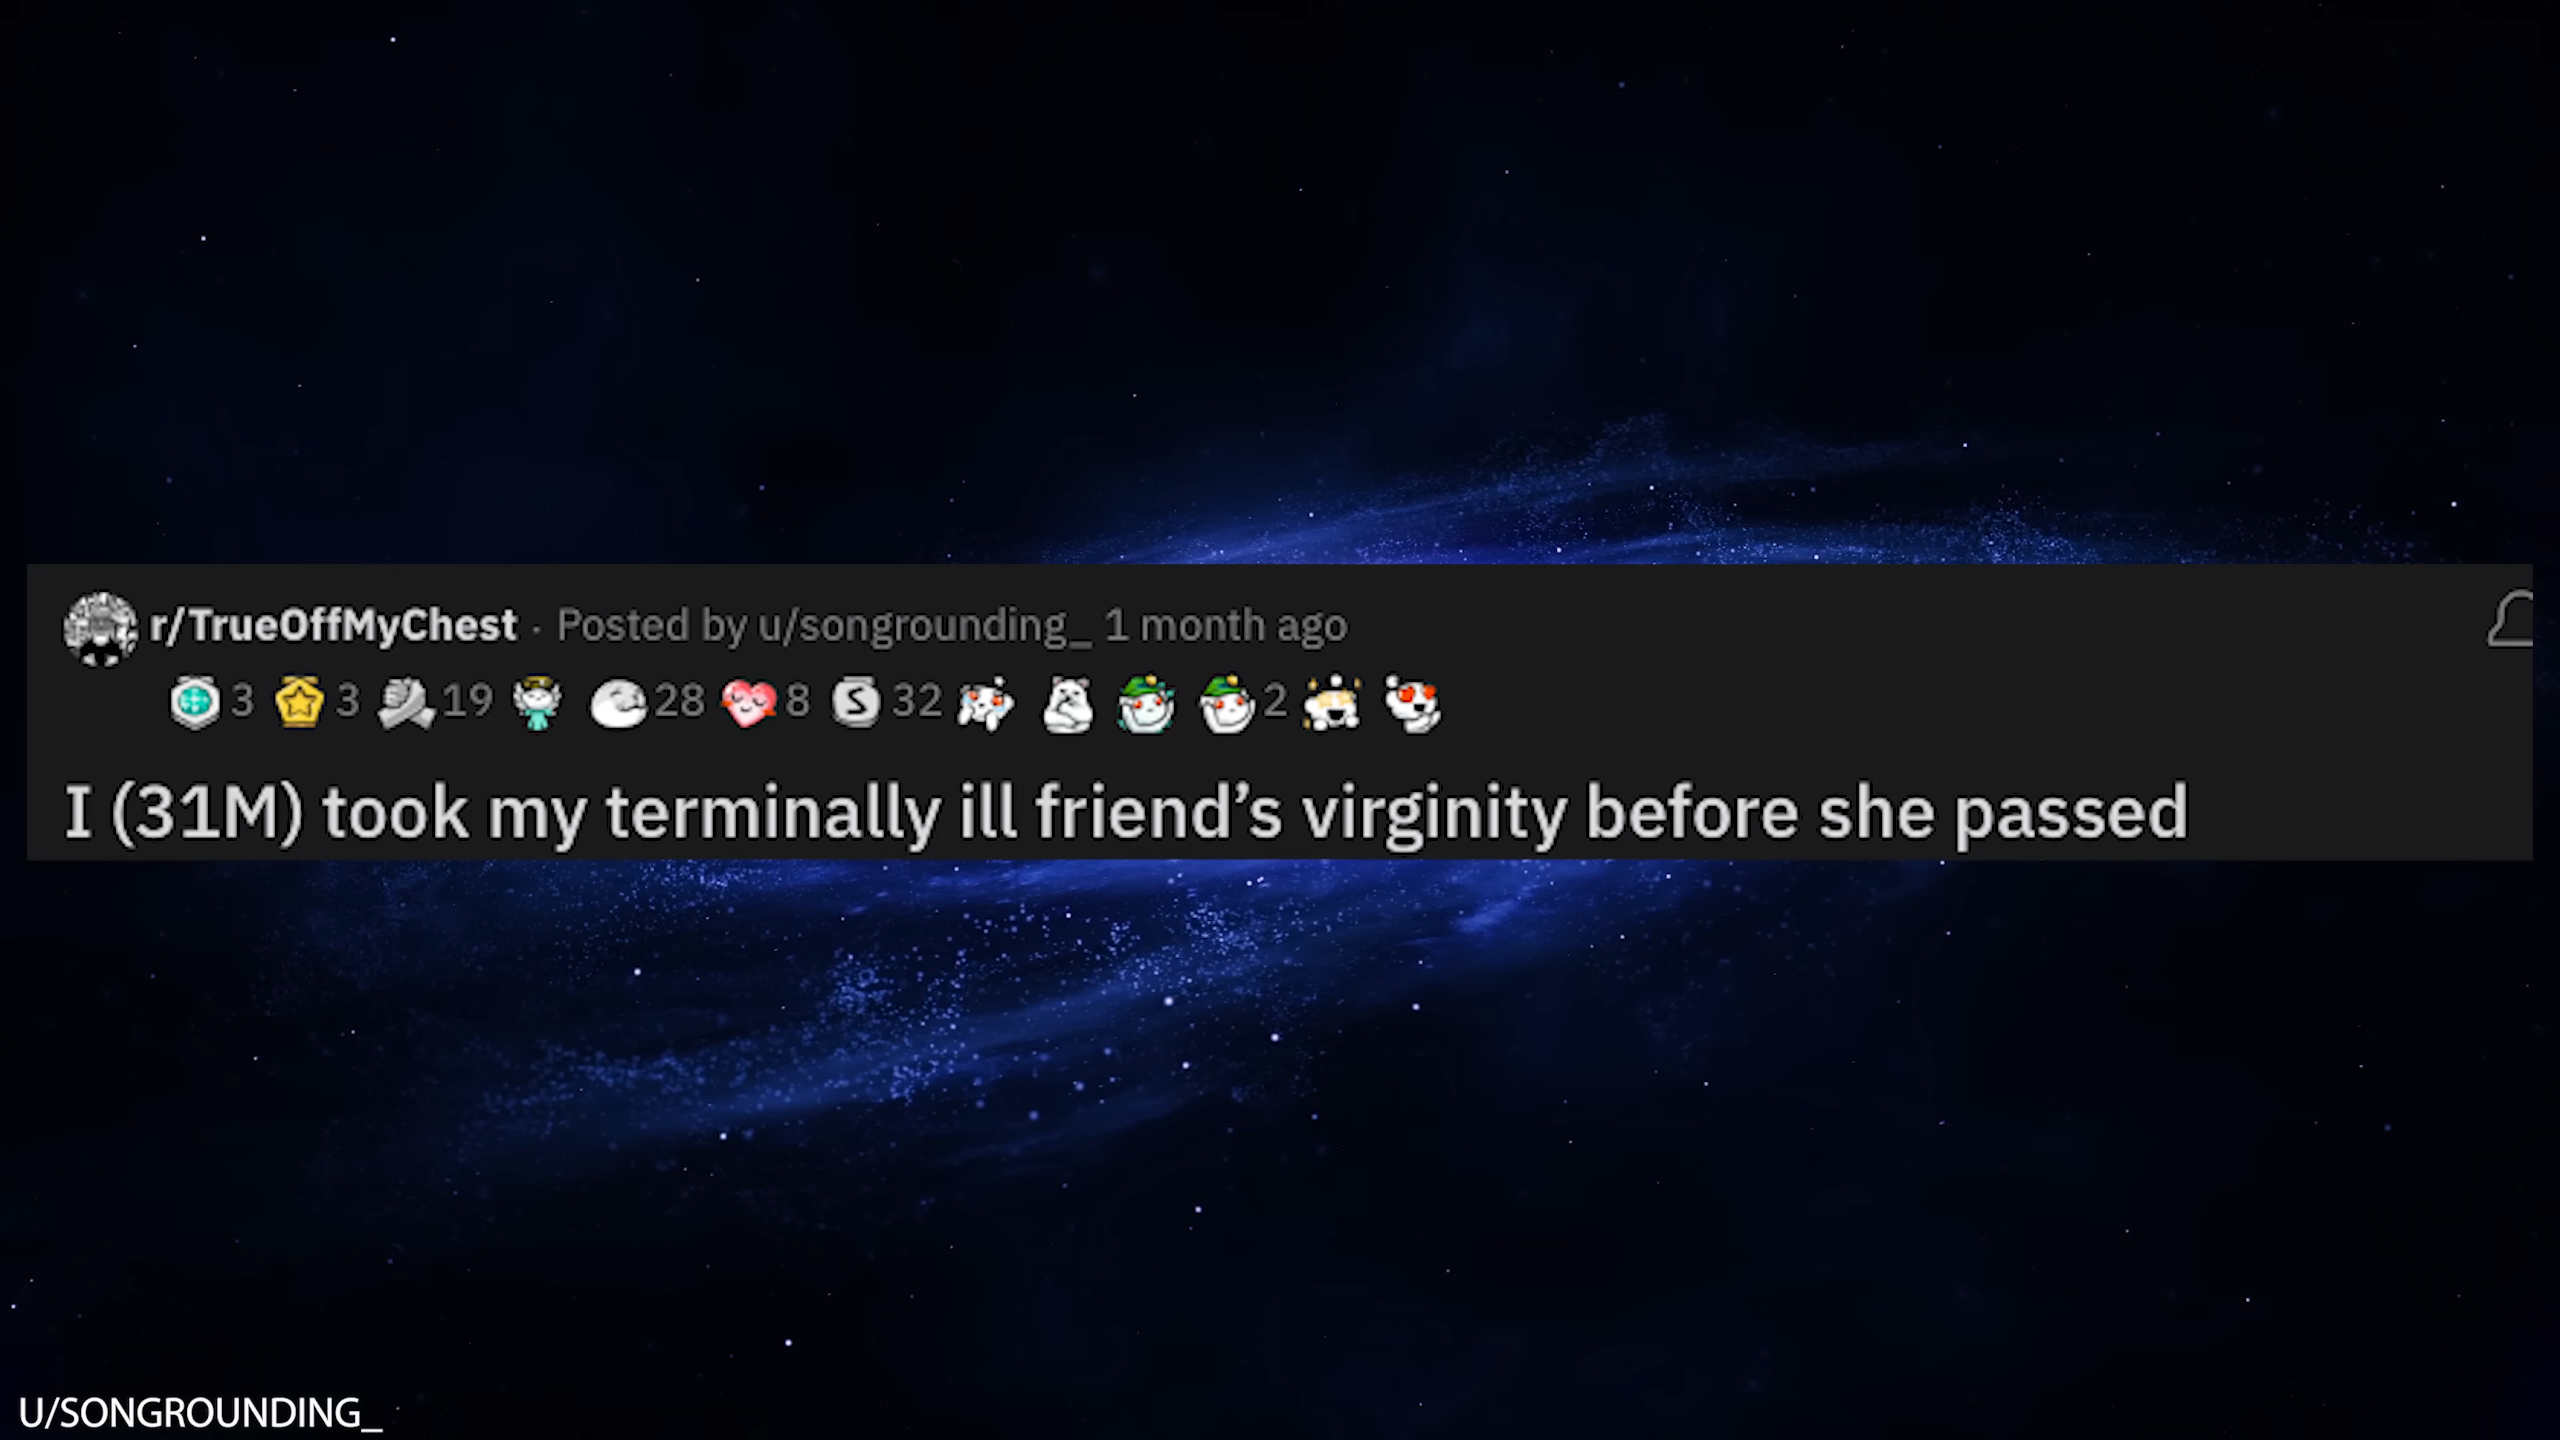 r/TrueOffMyChest · Posted by u/songrounding_ 1 month ago
3 3 19 28 8 S 32 2
I (31M) took my terminally ill friend’s virginity before she passed
U/SONGROUNDING_